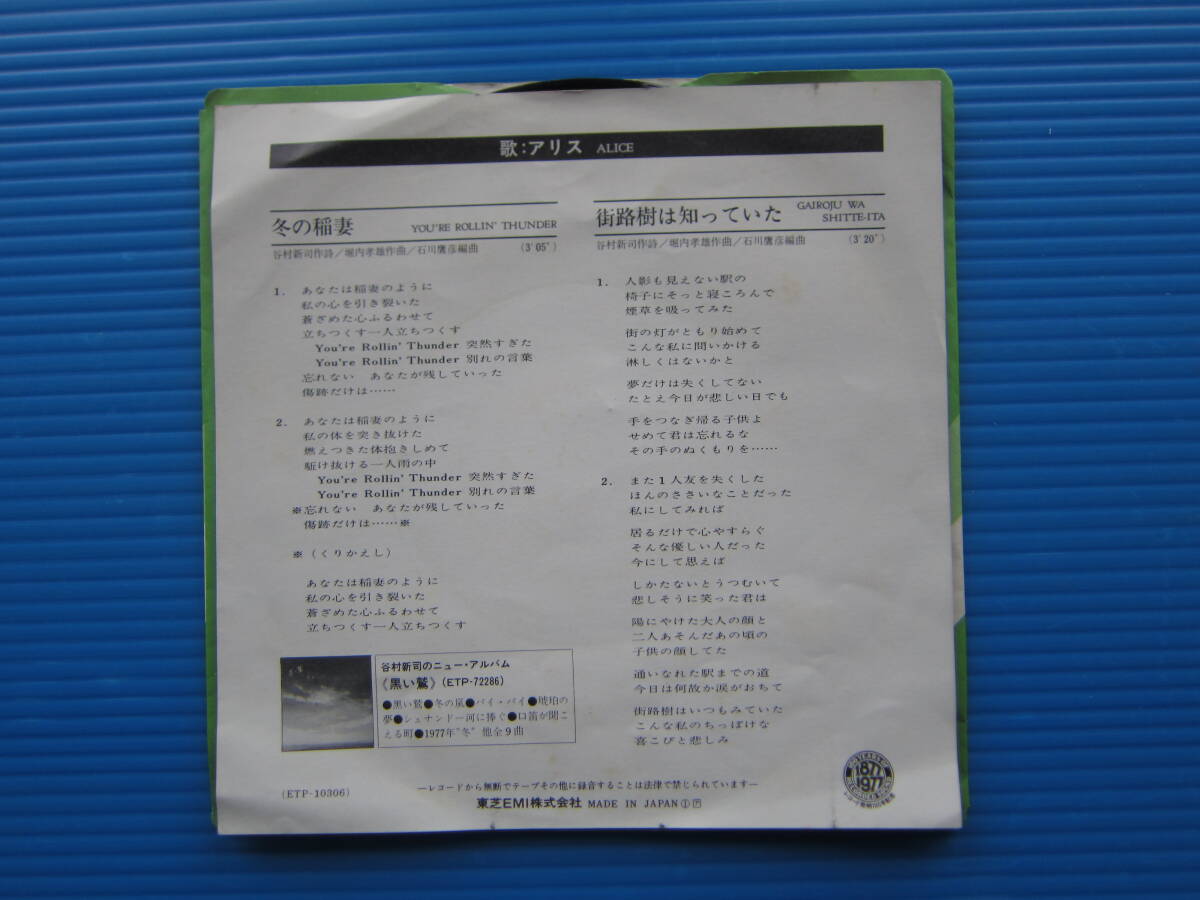 歌:アリス ALICE
冬の稲妻 YOU'RE ROLLIN' THUNDER
谷村新司作詩/堀内孝雄作曲/石川鷹彦編曲 (3'05")
1. あなたは稲妻のように
私の心を引き裂いた
蒼ざめた心ふるわせて
立ちつくす一人立ちつくす
You're Rollin' Thunder 突然すぎた
You're Rollin' Thunder 別れの言葉
忘れない あなたが残していった
傷跡だけは……
2. あなたは稲妻のように
私の体を突き抜けた
燃えつきた体抱きしめて
駆け抜ける一人雨の中
You're Rollin' Thunder 突然すぎた
You're Rollin' Thunder 別れの言葉
※忘れない あなたが残していった
傷跡だけは……※
※(くりかえし)
あなたは稲妻のように
私の心を引き裂いた
蒼ざめた心ふるわせて
立ちつくす一人立ちつくす
谷村新司のニュー・アルバム
《黒い鷲》(ETP-72286)
●黒い鷲●冬の嵐●バイ・バイ●琥珀の
夢●シェナンドー河に捧ぐ●口笛が聞こ
える町●1977年"冬"他全9曲
(ETP-10306)
街路樹は知っていた GAIROJU WA
SHITTE-ITA
谷村新司作詩/堀内孝雄作曲/石川鷹彦編曲 (3'20")
1. 人影も見えない駅の
椅子にそっと寝ころんで
煙草を吸ってみた
街の灯がともり始めて
こんな私に問いかける
淋しくはないかと
夢だけは失くしてない
たとえ今日が悲しい日でも
手をつなぎ帰る子供よ
せめて君は忘れるな
その手のぬくもりを……
2. また1人友を失くした
ほんのささいなことだった
私にしてみれば
居るだけで心やすらぐ
そんな優しい人だった
今にして思えば
しかたないとうつむいて
悲しそうに笑った君は
陽にやけた大人の顔と
二人あそんだあの頃の
子供の顔してた
通いなれた駅までの道
今日は何故か涙がおちて
街路樹はいつもみていた
こんな私のちっぽけな
喜こびと悲しみ
―レコードから無断でテープその他に録音することは法律で禁じられています―
東芝EMI株式会社 MADE IN JAPAN Ⓘ Ⓟ
1877
1977